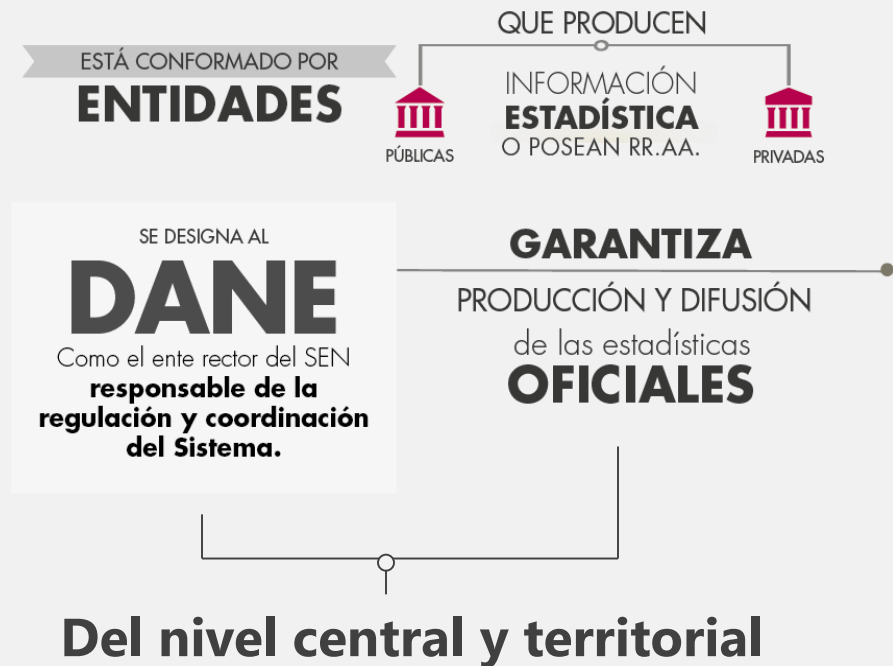 ESTÁ CONFORMADO POR
ENTIDADES
QUE PRODUCEN
INFORMACIÓN
ESTADÍSTICA
O POSEAN RR.AA.
PÚBLICAS
PRIVADAS
SE DESIGNA AL
DANE
Como el ente rector del SEN
responsable de la
regulación y coordinación
del Sistema.
GARANTIZA
PRODUCCIÓN Y DIFUSIÓN
de las estadísticas
OFICIALES
Del nivel central y territorial